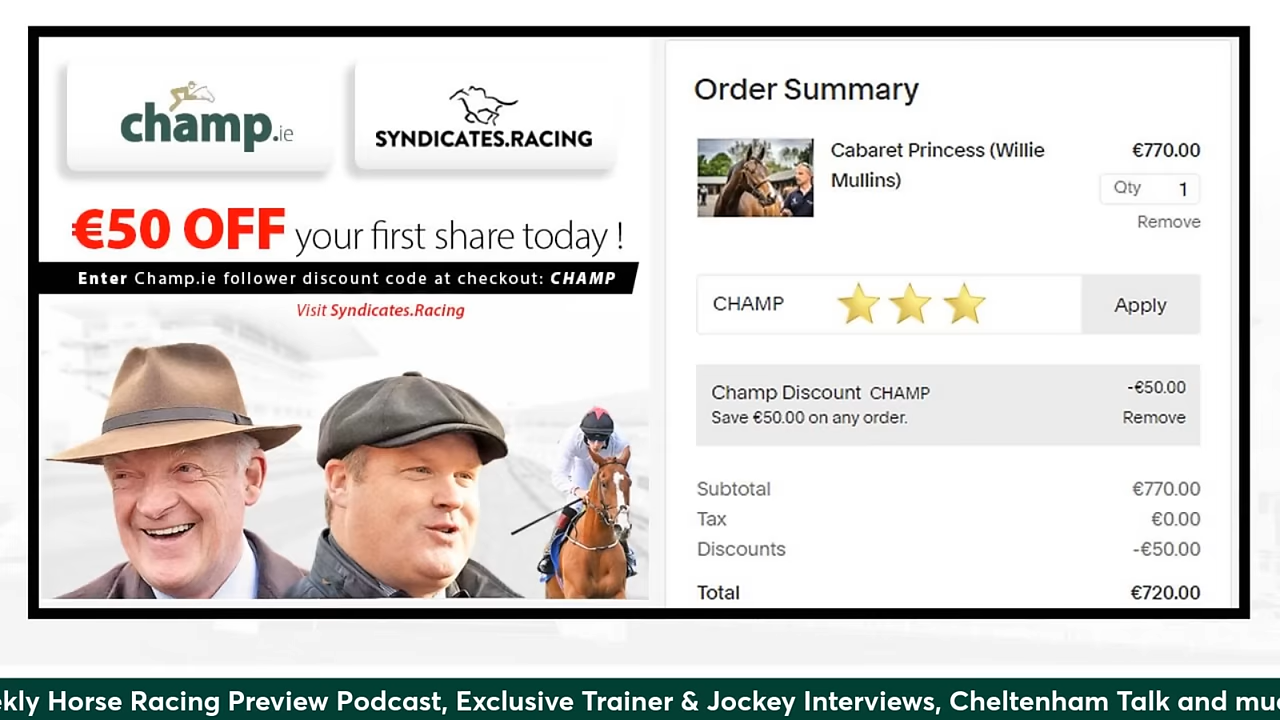 champ.ie
SYNDICATES.RACING
€50 OFF your first share today !
Enter Champ.ie follower discount code at checkout: CHAMP
Visit Syndicates.Racing
Order Summary
Cabaret Princess (Willie
Mullins)
€770.00
Qty 1
Remove
CHAMP
Apply
Champ Discount CHAMP
-€50.00
Save €50.00 on any order.
Remove
Subtotal €770.00
Tax €0.00
Discounts -€50.00
Total €720.00
Horse Racing Preview Podcast, Exclusive Trainer & Jockey Interviews, Cheltenham Talk and